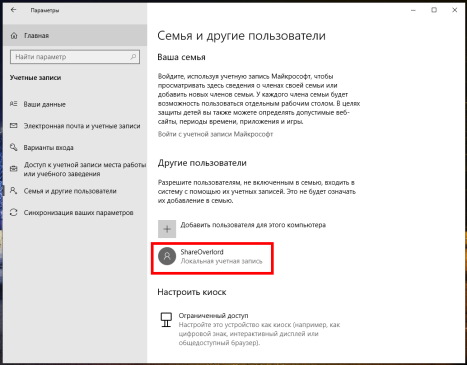 Параметры
Главная
Найти параметр
Учетные записи
Ваши данные
Электронная почта и учетные записи
Варианты входа
Доступ к учетной записи места работы
или учебного заведения
Семья и другие пользователи
Синхронизация ваших параметров
Семья и другие пользователи
Ваша семья
Войдите, используя учетную запись Майкрософт, чтобы
просматривать здесь сведения о членах своей семьи или
добавить новых членов семьи. У каждого члена семьи будет
возможность пользоваться отдельным рабочим столом. В целях
защиты детей вы также можете определять допустимые веб-
сайты, периоды времени, приложения и игры.
Войти с учетной записи Майкрософт
Другие пользователи
Разрешите пользователям, не включенным в семью, входить в
систему с помощью их учетных записей. Это не будет означать
их добавление в семью.
Добавить пользователя для этого компьютера
ShareOverlord
Локальная учетная запись
Настроить киоск
Ограниченный доступ
Настройте это устройство как киоск (например, как
цифровой знак, интерактивный дисплей или
общедоступный браузер).